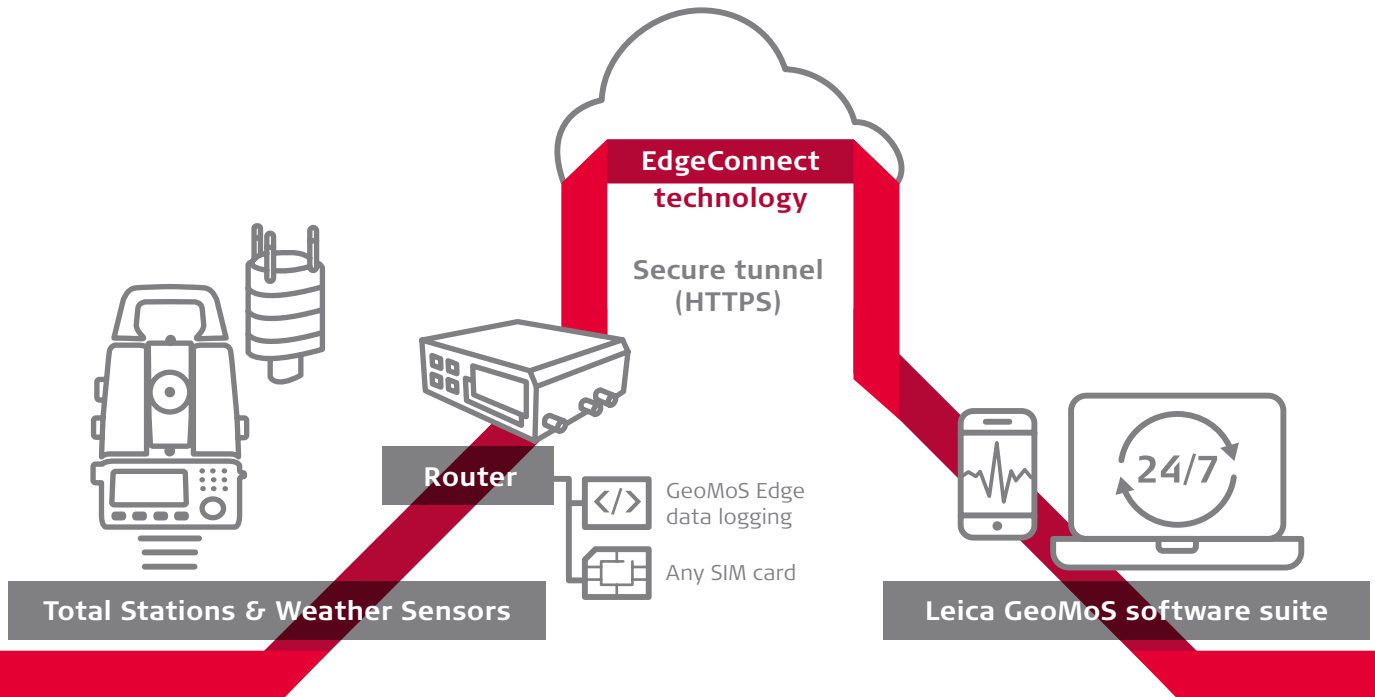 EdgeConnect
technology
Secure tunnel
(HTTPS)
Router
GeoMoS Edge
data logging
Any SIM card
24/7
Total Stations & Weather Sensors
Leica GeoMoS software suite